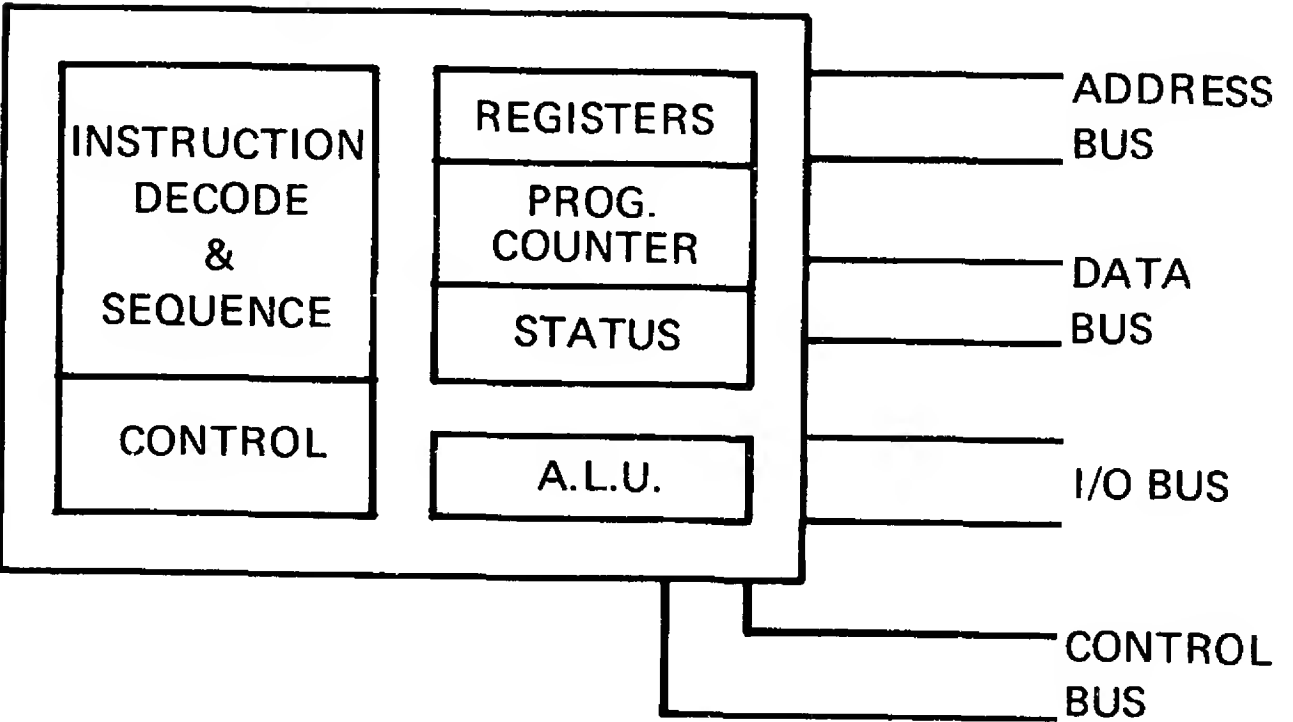 INSTRUCTION
DECODE
&
SEQUENCE
CONTROL
REGISTERS
PROG.
COUNTER
STATUS
A.L.U.
ADDRESS
BUS
DATA
BUS
I/O BUS
CONTROL
BUS